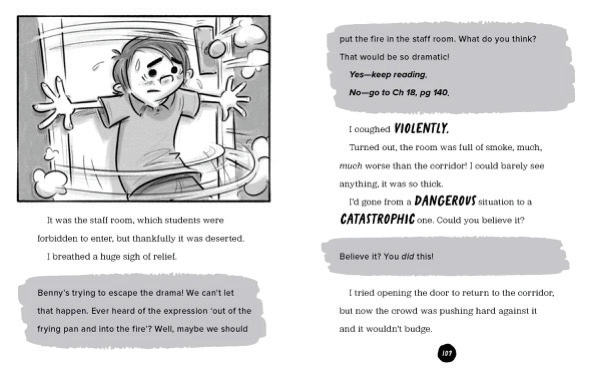 It was the staff room, which students were
forbidden to enter, but thankfully it was deserted.
I breathed a huge sigh of relief.
Benny's trying to escape the drama! We can't let
that happen. Ever heard of the expression 'out of the
frying pan and into the fire'? Well, maybe we should
put the fire in the staff room. What do you think?
That would be so dramatic!
Yes—keep reading.
No—go to Ch 18, pg 140.
I coughed VIOLENTLY.
Turned out, the room was full of smoke, much,
much worse than the corridor! I could barely see
anything, it was so thick.
I'd gone from a DANGEROUS situation to a
CATASTROPHIC one. Could you believe it?
Believe it? You did this!
I tried opening the door to return to the corridor,
but now the crowd was pushing hard against it
and it wouldn't budge.
107